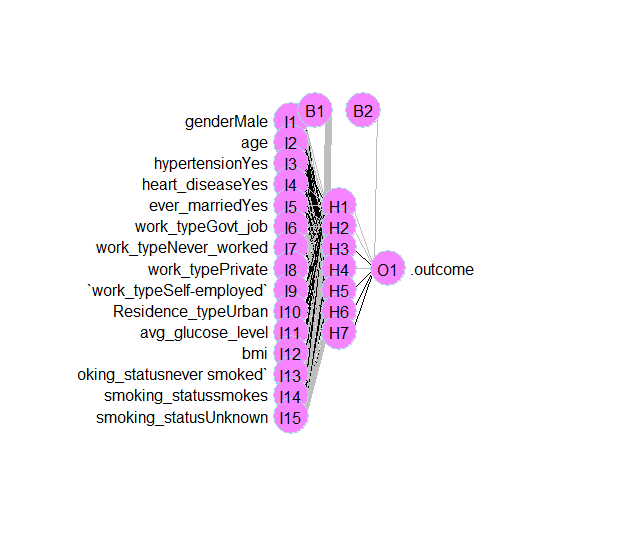 B1 B2
genderMale I1
age I2
hypertensionYes I3
heart_diseaseYes I4
ever_marriedYes I5 H1
work_typeGovt_job I6 H2
work_typeNever_worked I7 H3
work_typePrivate I8 H4 O1 .outcome
`work_typeSelf-employed` I9 H5
Residence_typeUrban I10 H6
avg_glucose_level I11 H7
bmi I12
oking_statusnever smoked` I13
smoking_statussmokes I14
smoking_statusUnknown I15